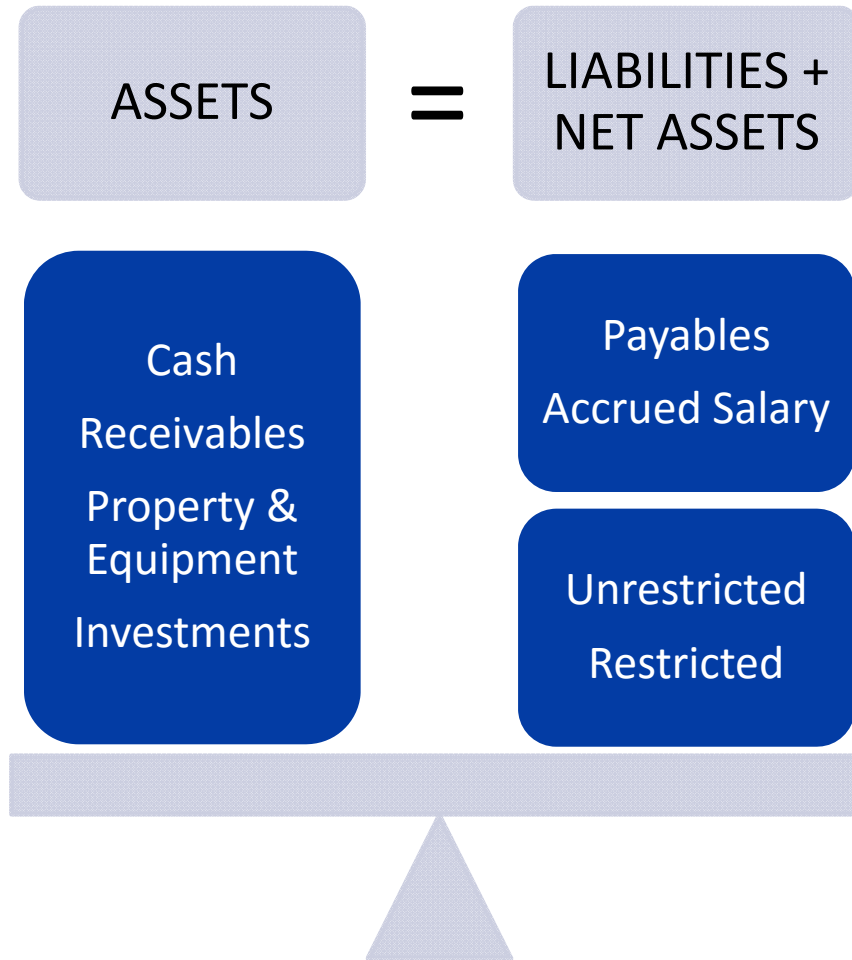 ASSETS
=
LIABILITIES +
NET ASSETS
Cash
Receivables
Property &
Equipment
Investments
Payables
Accrued Salary
Unrestricted
Restricted